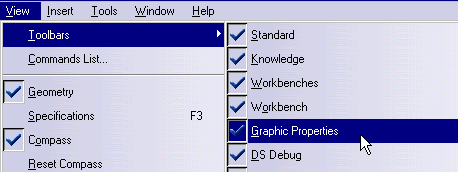 View Insert Tools Window Help
Toolbars
Commands List...
Geometry
Specifications F3
Compass
Reset Compass
Standard
Knowledge
Workbenches
Workbench
Graphic Properties
DS Debug